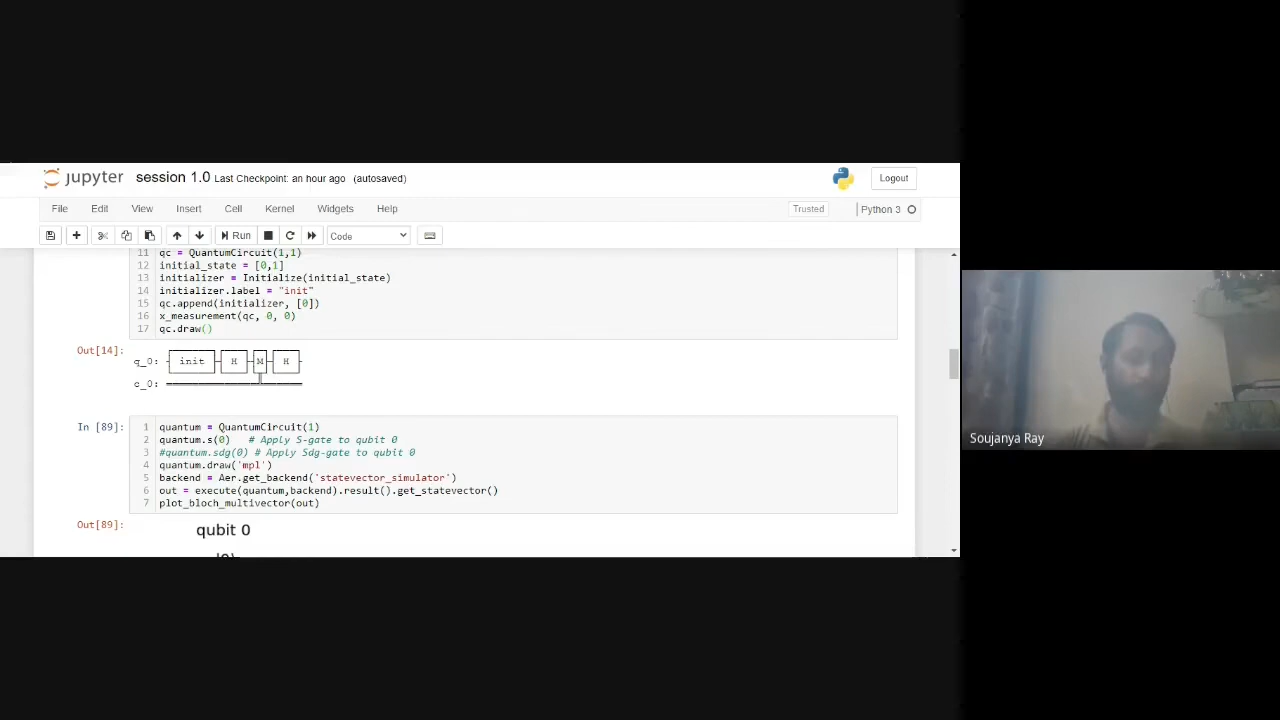 jupyter session 1.0 Last Checkpoint: an hour ago (autosaved)
Logout
File Edit View Insert Cell Kernel Widgets Help
Trusted Python 3
Run Code
11 qc = QuantumCircuit(1,1)
12 initial_state = [0,1]
13 initializer = Initialize(initial_state)
14 initializer.label = "init"
15 qc.append(initializer, [0])
16 x_measurement(qc, 0, 0)
17 qc.draw()
Out[14]:
q_0: init H M H
c_0:
In [89]:
1 quantum = QuantumCircuit(1)
2 quantum.s(0) # Apply S-gate to qubit 0
3 #quantum.sdg(0) # Apply Sdg-gate to qubit 0
4 quantum.draw('mpl')
5 backend = Aer.get_backend('statevector_simulator')
6 out = execute(quantum,backend).result().get_statevector()
7 plot_bloch_multivector(out)
Out[89]:
qubit 0
Soujanya Ray